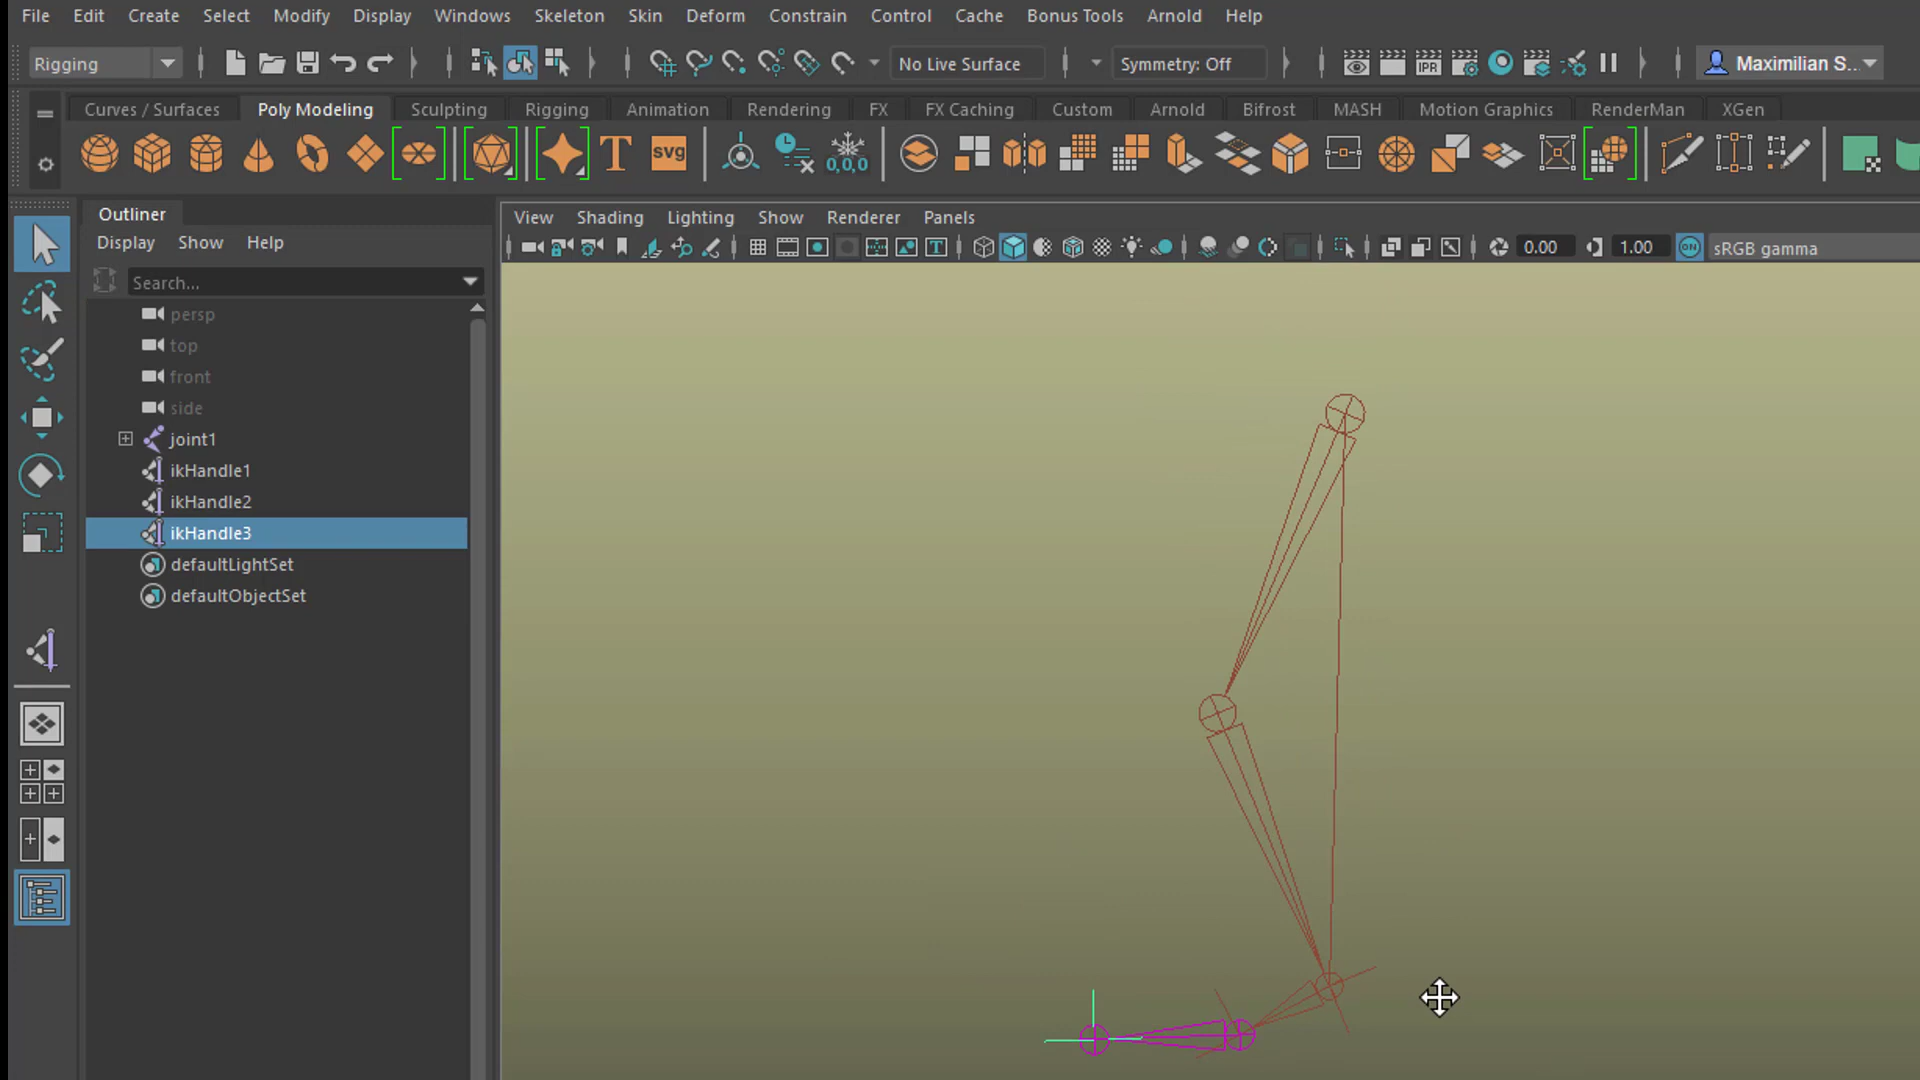 File Edit Create Select Modify Display Windows Skeleton Skin Deform Constrain Control Cache Bonus Tools Arnold Help
Rigging No Live Surface Symmetry: Off IPR Maximilian S...
Curves / Surfaces Poly Modeling Sculpting Rigging Animation Rendering FX FX Caching Custom Arnold Bifrost MASH Motion Graphics RenderMan XGen
T SVG 0,0,0
Outliner
Display Show Help
Search...
persp
top
front
side
joint1
ikHandle1
ikHandle2
ikHandle3
defaultLightSet
defaultObjectSet
View Shading Lighting Show Renderer Panels
T 0.00 1.00 ON sRGB gamma